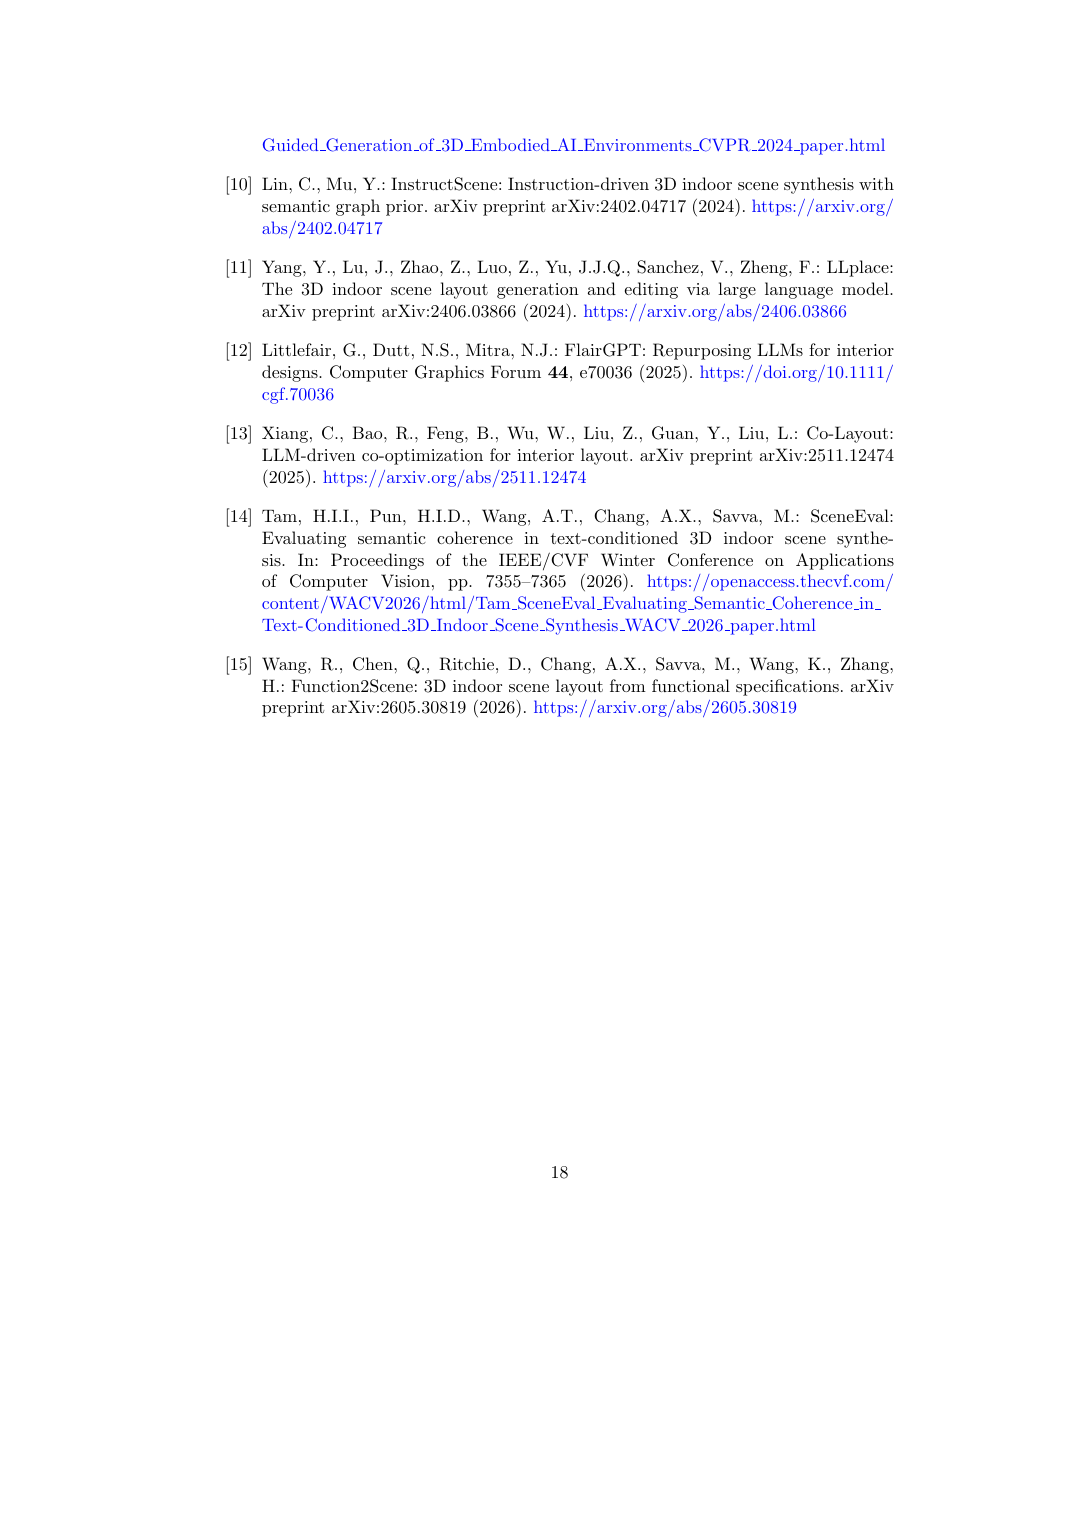 Guided_Generation_of_3D_Embodied_AI_Environments_CVPR_2024_paper.html
[10] Lin, C., Mu, Y.: InstructScene: Instruction-driven 3D indoor scene synthesis with
semantic graph prior. arXiv preprint arXiv:2402.04717 (2024). https://arxiv.org/
abs/2402.04717
[11] Yang, Y., Lu, J., Zhao, Z., Luo, Z., Yu, J.J.Q., Sanchez, V., Zheng, F.: LLplace:
The 3D indoor scene layout generation and editing via large language model.
arXiv preprint arXiv:2406.03866 (2024). https://arxiv.org/abs/2406.03866
[12] Littlefair, G., Dutt, N.S., Mitra, N.J.: FlairGPT: Repurposing LLMs for interior
designs. Computer Graphics Forum 44, e70036 (2025). https://doi.org/10.1111/
cgf.70036
[13] Xiang, C., Bao, R., Feng, B., Wu, W., Liu, Z., Guan, Y., Liu, L.: Co-Layout:
LLM-driven co-optimization for interior layout. arXiv preprint arXiv:2511.12474
(2025). https://arxiv.org/abs/2511.12474
[14] Tam, H.I.I., Pun, H.I.D., Wang, A.T., Chang, A.X., Savva, M.: SceneEval:
Evaluating semantic coherence in text-conditioned 3D indoor scene synthe-
sis. In: Proceedings of the IEEE/CVF Winter Conference on Applications
of Computer Vision, pp. 7355–7365 (2026). https://openaccess.thecvf.com/
content/WACV2026/html/Tam_SceneEval_Evaluating_Semantic_Coherence_in_
Text-Conditioned_3D_Indoor_Scene_Synthesis_WACV_2026_paper.html
[15] Wang, R., Chen, Q., Ritchie, D., Chang, A.X., Savva, M., Wang, K., Zhang,
H.: Function2Scene: 3D indoor scene layout from functional specifications. arXiv
preprint arXiv:2605.30819 (2026). https://arxiv.org/abs/2605.30819
18